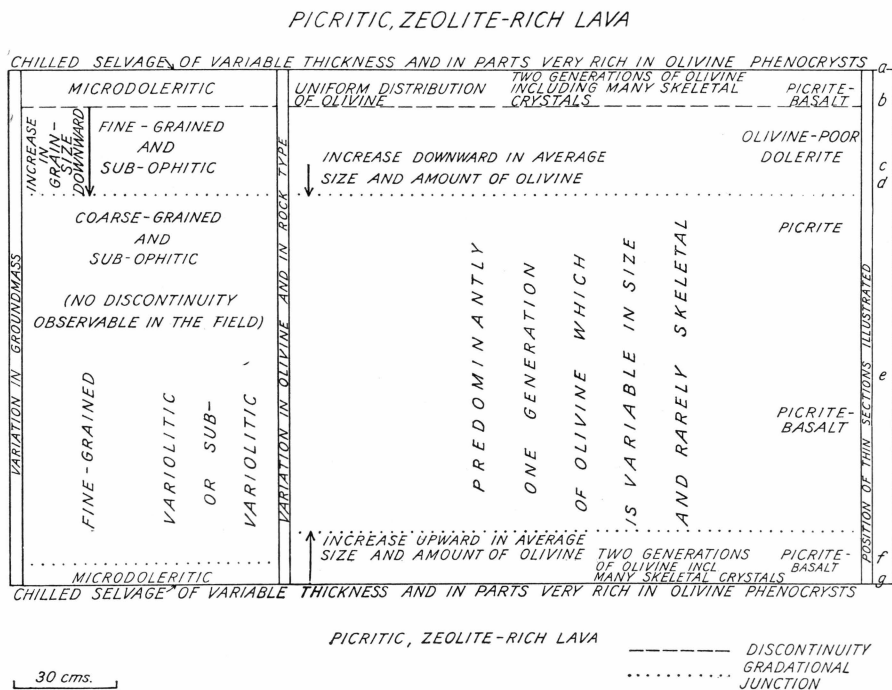 PICRITIC, ZEOLITE-RICH LAVA
CHILLED SELVAGE OF VARIABLE THICKNESS AND IN PARTS VERY RICH IN OLIVINE PHENOCRYSTS
VARIATION IN GROUNDMASS
MICRODOLERITIC
INCREASE
IN
GRAIN-
SIZE
DOWNWARD
FINE-GRAINED
AND
SUB-OPHITIC
COARSE-GRAINED
AND
SUB-OPHITIC
(NO DISCONTINUITY
OBSERVABLE IN THE FIELD)
FINE-GRAINED
VARIOLITIC
OR SUB-
VARIOLITIC
MICRODOLERITIC
VARIATION IN OLIVINE AND IN ROCK TYPE
UNIFORM DISTRIBUTION
OF OLIVINE
TWO GENERATIONS OF OLIVINE
INCLUDING MANY SKELETAL
CRYSTALS
PICRITE-
BASALT
INCREASE DOWNWARD IN AVERAGE
SIZE AND AMOUNT OF OLIVINE
OLIVINE-POOR
DOLERITE
PICRITE
PREDOMINANTLY
ONE GENERATION
OF OLIVINE WHICH
IS VARIABLE IN SIZE
AND RARELY SKELETAL
PICRITE-
BASALT
INCREASE UPWARD IN AVERAGE
SIZE AND AMOUNT OF OLIVINE
TWO GENERATIONS
OF OLIVINE INCL
MANY SKELETAL CRYSTALS
PICRITE-
BASALT
POSITION OF THIN SECTIONS ILLUSTRATED
a
b
c
d
e
f
g
CHILLED SELVAGE OF VARIABLE THICKNESS AND IN PARTS VERY RICH IN OLIVINE PHENOCRYSTS
PICRITIC, ZEOLITE-RICH LAVA
30 cms.
DISCONTINUITY
GRADATIONAL
JUNCTION